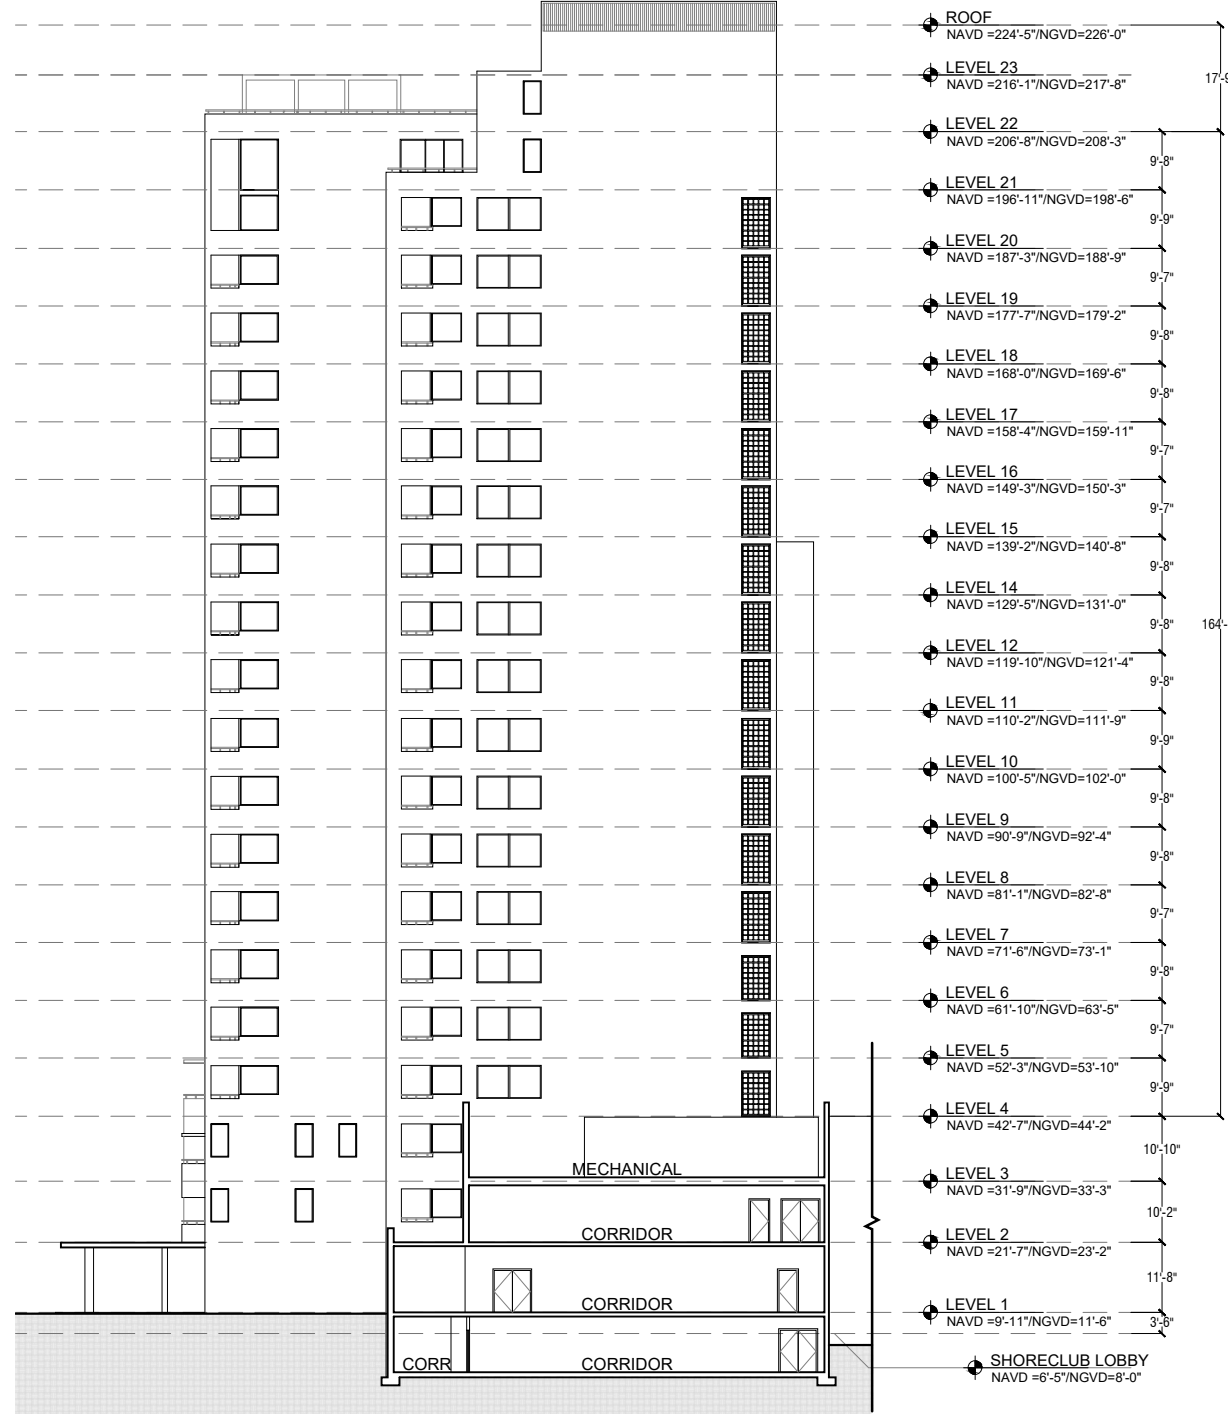 ROOF
NAVD =224'-5"/NGVD=226'-0"
LEVEL 23
NAVD =216'-1"/NGVD=217'-8"
17'-9
LEVEL 22
NAVD =206'-8"/NGVD=208'-3"
9'-8"
LEVEL 21
NAVD =196'-11"/NGVD=198'-6"
9'-9"
LEVEL 20
NAVD =187'-3"/NGVD=188'-9"
9'-7"
LEVEL 19
NAVD =177'-7"/NGVD=179'-2"
9'-8"
LEVEL 18
NAVD =168'-0"/NGVD=169'-6"
9'-8"
LEVEL 17
NAVD =158'-4"/NGVD=159'-11"
9'-7"
LEVEL 16
NAVD =149'-3"/NGVD=150'-3"
9'-7"
LEVEL 15
NAVD =139'-2"/NGVD=140'-8"
9'-8"
LEVEL 14
NAVD =129'-5"/NGVD=131'-0"
9'-8"
164'-
LEVEL 12
NAVD =119'-10"/NGVD=121'-4"
9'-8"
LEVEL 11
NAVD =110'-2"/NGVD=111'-9"
9'-9"
LEVEL 10
NAVD =100'-5"/NGVD=102'-0"
9'-8"
LEVEL 9
NAVD =90'-9"/NGVD=92'-4"
9'-8"
LEVEL 8
NAVD =81'-1"/NGVD=82'-8"
9'-7"
LEVEL 7
NAVD =71'-6"/NGVD=73'-1"
9'-8"
LEVEL 6
NAVD =61'-10"/NGVD=63'-5"
9'-7"
LEVEL 5
NAVD =52'-3"/NGVD=53'-10"
9'-9"
LEVEL 4
NAVD =42'-7"/NGVD=44'-2"
10'-10"
MECHANICAL
LEVEL 3
NAVD =31'-9"/NGVD=33'-3"
10'-2"
CORRIDOR
LEVEL 2
NAVD =21'-7"/NGVD=23'-2"
11'-8"
CORRIDOR
LEVEL 1
NAVD =9'-11"/NGVD=11'-6"
3'-6"
CORR
CORRIDOR
SHORECLUB LOBBY
NAVD =6'-5"/NGVD=8'-0"